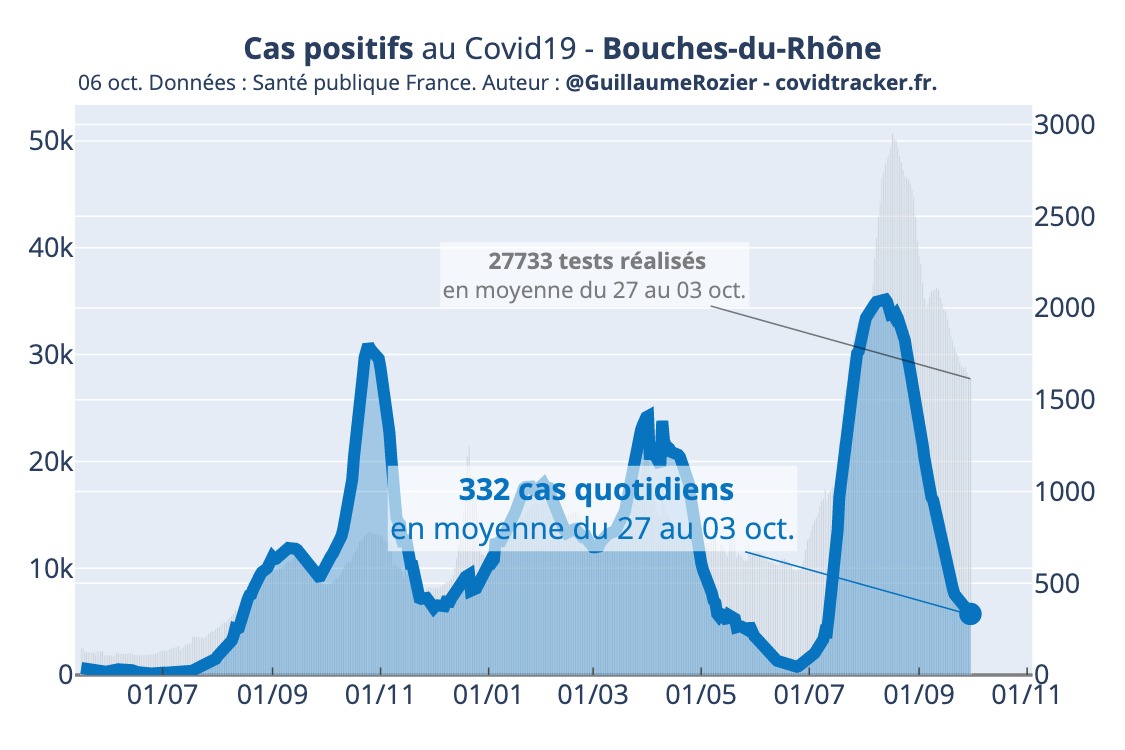 Cas positifs au Covid19 - Bouches-du-Rhône
06 oct. Données : Santé publique France. Auteur : @GuillaumeRozier - covidtracker.fr.
3000
50k
2500
40k
27733 tests réalisés
en moyenne du 27 au 03 oct.
2000
30k
1500
20k
332 cas quotidiens
1000
en moyenne du 27 au 03 oct.
10k
500
0
0
01/07 01/09 01/11 01/01 01/03 01/05 01/07 01/09 01/11